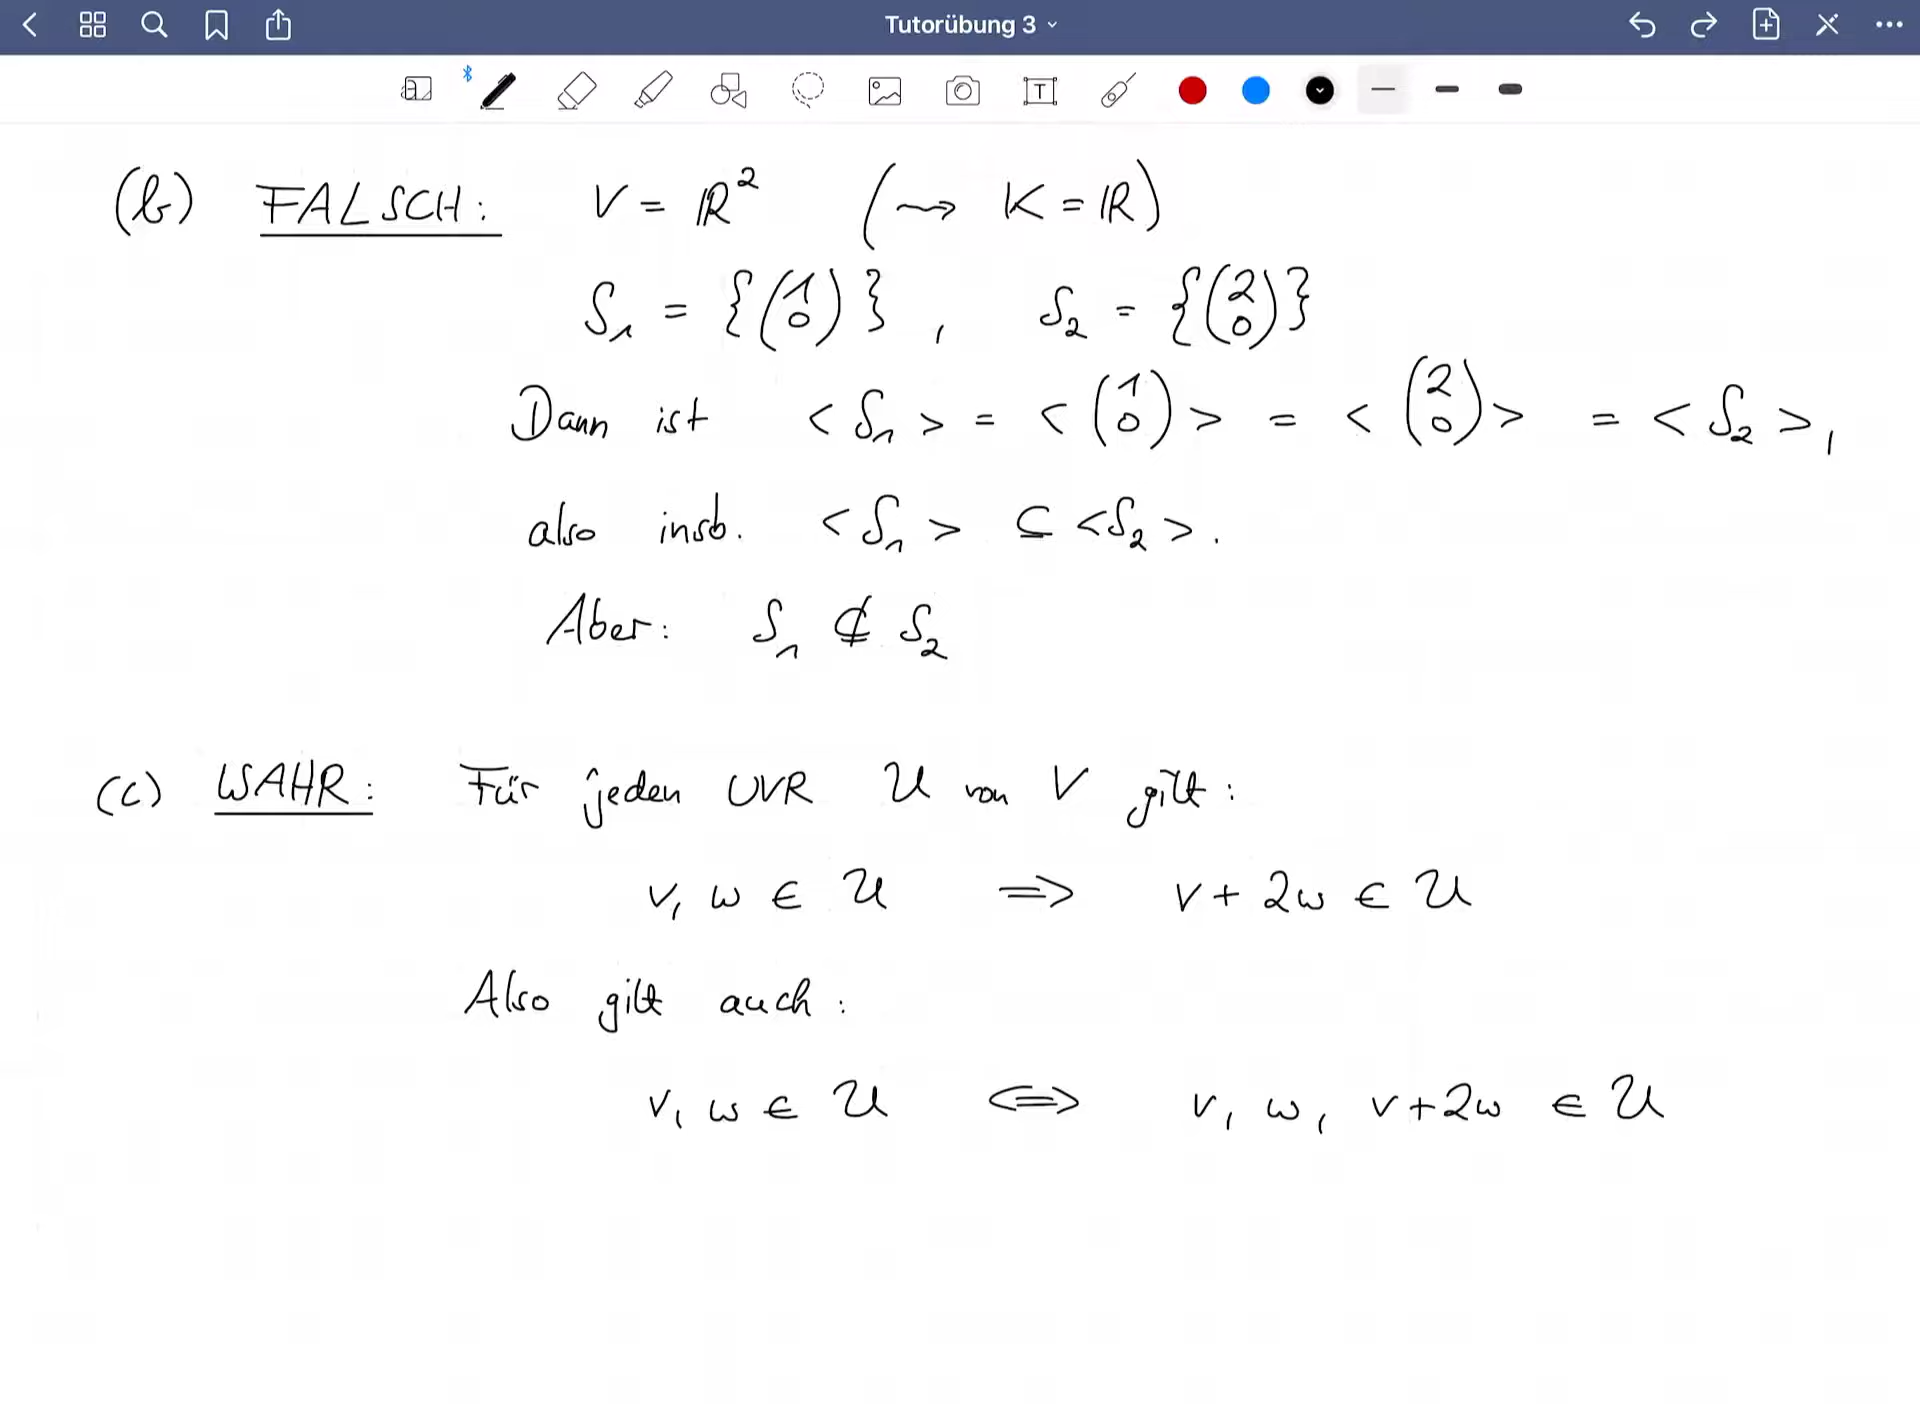 Tutorübung 3
(b) FALSCH: V = ℝ² (⇝ K = ℝ)
S₁ = {(1 0)}, S₂ = {(2 0)}
Dann ist <S₁> = <(1 0)> = <(2 0)> = <S₂>,
also insb. <S₁> ⊆ <S₂>.
Aber: S₁ ⊈ S₂
(c) WAHR: Für jeden UVR U von V gilt:
v, w ∈ U ⇒ v + 2w ∈ U
Also gilt auch:
v, w ∈ U ⇔ v, w, v+2w ∈ U